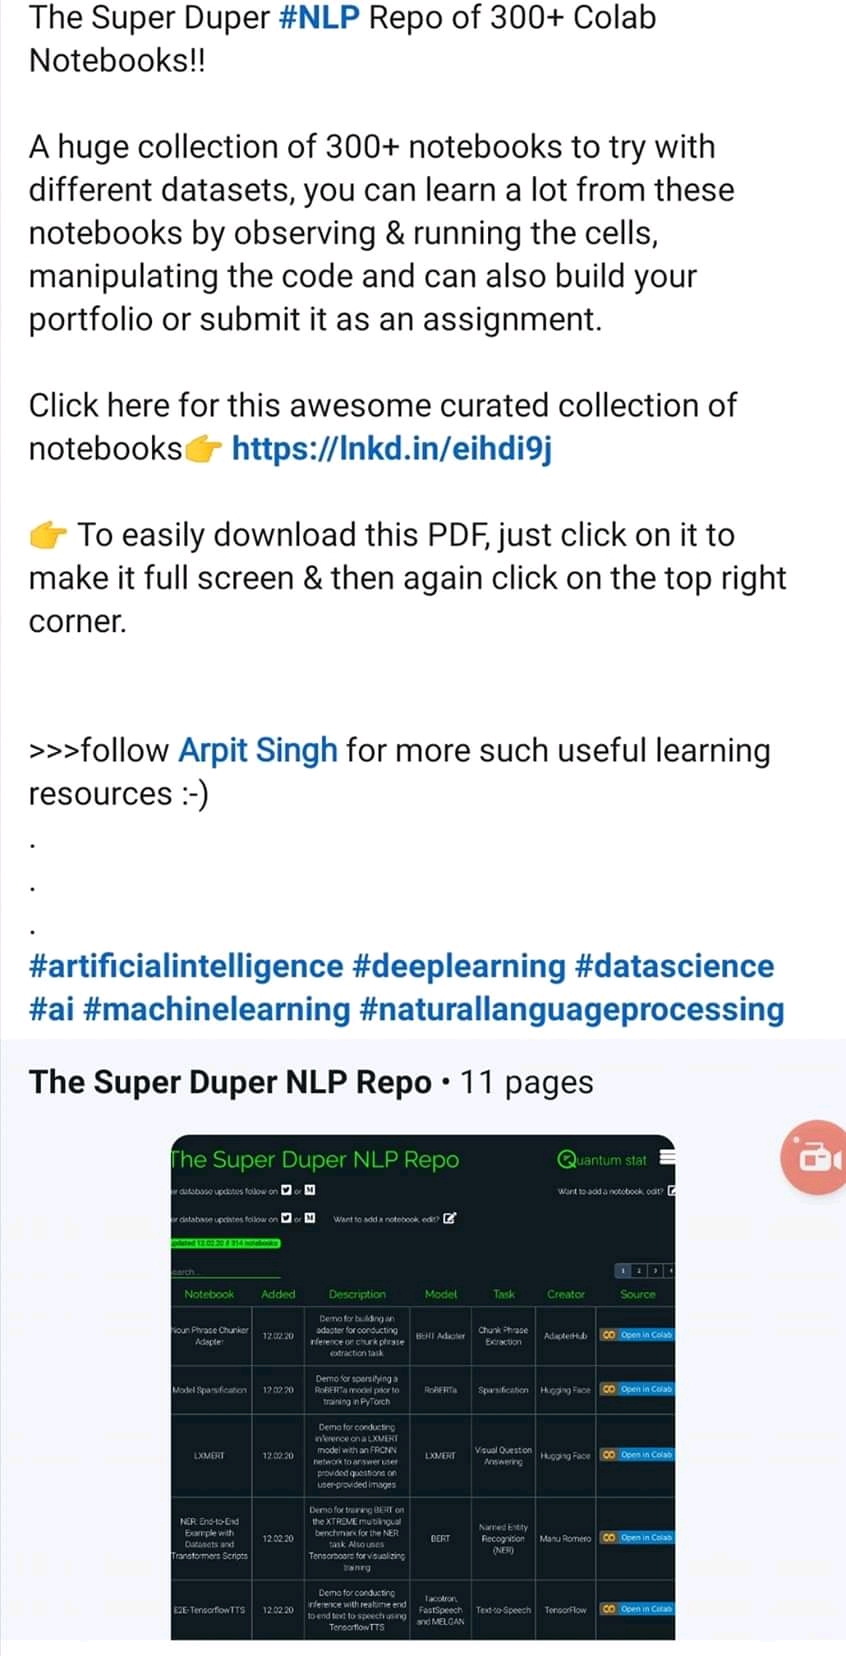 The Super Duper #NLP Repo of 300+ Colab
Notebooks!!
A huge collection of 300+ notebooks to try with
different datasets, you can learn a lot from these
notebooks by observing & running the cells,
manipulating the code and can also build your
portfolio or submit it as an assignment.
Click here for this awesome curated collection of
notebooks👉 https://lnkd.in/eihdi9j
👉 To easily download this PDF, just click on it to
make it full screen & then again click on the top right
corner.
>>>follow Arpit Singh for more such useful learning
resources :-)
.
.
.
#artificialintelligence #deeplearning #datascience
#ai #machinelearning #naturallanguageprocessing
The Super Duper NLP Repo • 11 pages
The Super Duper NLP Repo
Quantum stat
or database updates follow on or
Want to add a notebook, edit?
or database updates follow on or Want to add a notebook, edit?
updated 12.02.20 // 314 notebooks
earch..
1 2 3 4
Notebook Added Description Model Task Creator Source
Noun Phrase Chunker
Adapter
12.02.20
Demo for building an
adapter for conducting
inference on chunk phrase
extraction task
BERT Adapter
Chunk Phrase
Extraction
AdapterHub
Open in Colab
Model Sparsification
12.02.20
Demo for sparsifying a
RoBERTa model prior to
training in PyTorch
RoBERTa
Sparsification
Hugging Face
Open in Colab
LXMERT
12.02.20
Demo for conducting
inference on a LXMERT
model with an FRCNN
network to answer user
provided questions on
user-provided images
LXMERT
Visual Question
Answering
Hugging Face
Open in Colab
NER: End-to-End
Example with
Datasets and
Transformers Scripts
12.02.20
Demo for training BERT on
the XTREME multilingual
benchmark for the NER
task. Also uses
Tensorboard for visualizing
training
BERT
Named Entity
Recognition
(NER)
Manu Romero
Open in Colab
E2E-TensorflowTTS
12.02.20
Demo for conducting
inference with realtime end
to end text to speech using
TensorflowTTS
Tacotron,
FastSpeech
and MELGAN
Text-to-Speech
TensorFlow
Open in Colab